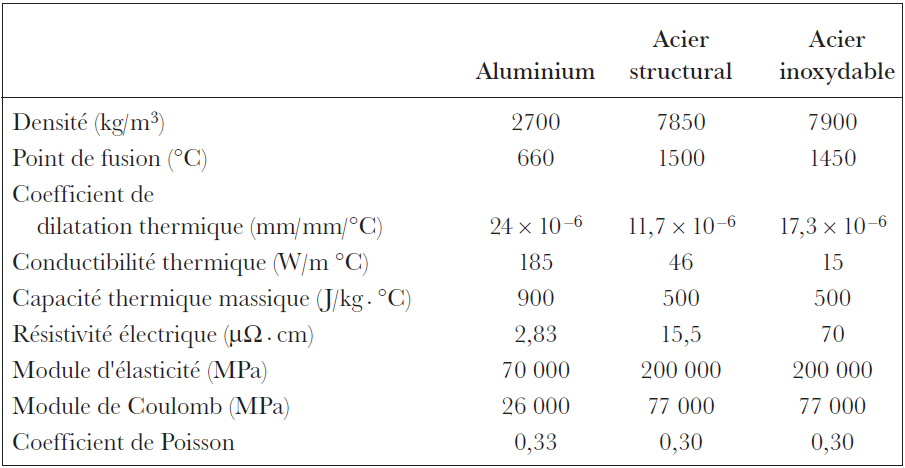 Aluminium Acier structural Acier inoxydable
Densité (kg/m³) 2700 7850 7900
Point de fusion (°C) 660 1500 1450
Coefficient de
dilatation thermique (mm/mm/°C) 24 × 10⁻⁶ 11,7 × 10⁻⁶ 17,3 × 10⁻⁶
Conductibilité thermique (W/m °C) 185 46 15
Capacité thermique massique (J/kg · °C) 900 500 500
Résistivité électrique (µΩ · cm) 2,83 15,5 70
Module d'élasticité (MPa) 70 000 200 000 200 000
Module de Coulomb (MPa) 26 000 77 000 77 000
Coefficient de Poisson 0,33 0,30 0,30